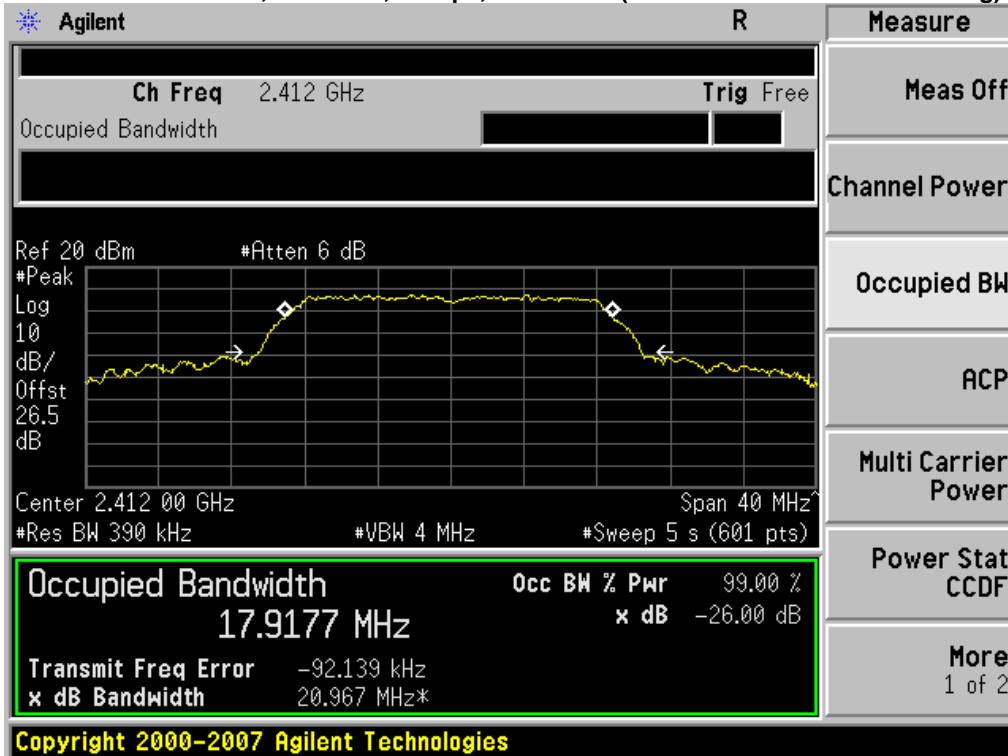 Agilent R Measure
Ch Freq 2.412 GHz Trig Free
Occupied Bandwidth
Meas Off
Channel Power
Occupied BW
ACP
Multi Carrier
Power
Power Stat
CCDF
More
1 of 2
Ref 20 dBm #Atten 6 dB
#Peak
Log
10
dB/
Offst
26.5
dB
Center 2.412 00 GHz Span 40 MHz^
#Res BW 390 kHz #VBW 4 MHz #Sweep 5 s (601 pts)
Occupied Bandwidth Occ BW % Pwr 99.00 %
17.9177 MHz x dB -26.00 dB
Transmit Freq Error -92.139 kHz
x dB Bandwidth 20.967 MHz*
Copyright 2000-2007 Agilent Technologies